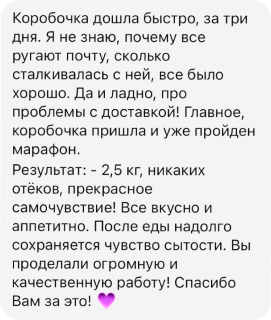 Коробочка дошла быстро, за три
дня. Я не знаю, почему все
ругают почту, сколько
сталкивалась с ней, все было
хорошо. Да и ладно, про
проблемы с доставкой! Главное,
коробочка пришла и уже пройден
марафон.
Результат: - 2,5 кг, никаких
отёков, прекрасное
самочувствие! Все вкусно и
аппетитно. После еды надолго
сохраняется чувство сытости. Вы
проделали огромную и
качественную работу! Спасибо
Вам за это! 💜